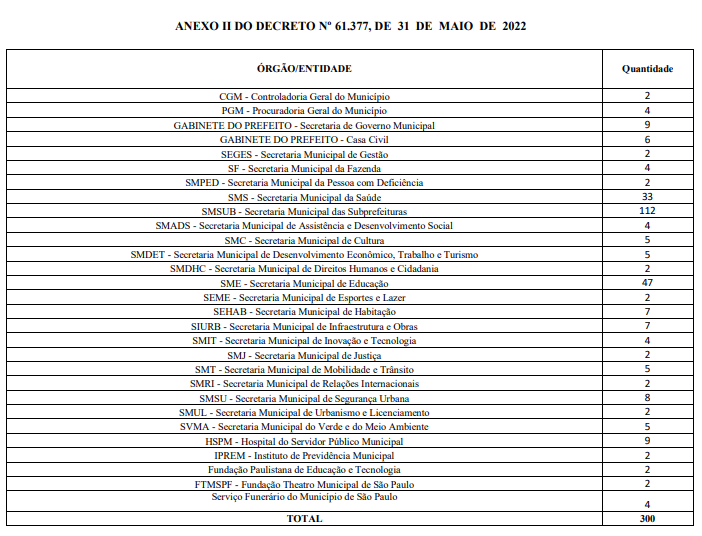 ANEXO II DO DECRETO Nº 61.377, DE 31 DE MAIO DE 2022
ÓRGÃO/ENTIDADE Quantidade
CGM - Controladoria Geral do Município 2
PGM - Procuradoria Geral do Município 4
GABINETE DO PREFEITO - Secretaria de Governo Municipal 9
GABINETE DO PREFEITO - Casa Civil 6
SEGES - Secretaria Municipal de Gestão 2
SF - Secretaria Municipal da Fazenda 4
SMPED - Secretaria Municipal da Pessoa com Deficiência 2
SMS - Secretaria Municipal da Saúde 33
SMSUB - Secretaria Municipal das Subprefeituras 112
SMADS - Secretaria Municipal de Assistência e Desenvolvimento Social 4
SMC - Secretaria Municipal de Cultura 5
SMDET - Secretaria Municipal de Desenvolvimento Econômico, Trabalho e Turismo 5
SMDHC - Secretaria Municipal de Direitos Humanos e Cidadania 2
SME - Secretaria Municipal de Educação 47
SEME - Secretaria Municipal de Esportes e Lazer 2
SEHAB - Secretaria Municipal de Habitação 7
SIURB - Secretaria Municipal de Infraestrutura e Obras 7
SMIT - Secretaria Municipal de Inovação e Tecnologia 4
SMJ - Secretaria Municipal de Justiça 2
SMT - Secretaria Municipal de Mobilidade e Trânsito 5
SMRI - Secretaria Municipal de Relações Internacionais 2
SMSU - Secretaria Municipal de Segurança Urbana 8
SMUL - Secretaria Municipal de Urbanismo e Licenciamento 2
SVMA - Secretaria Municipal do Verde e do Meio Ambiente 5
HSPM - Hospital do Servidor Público Municipal 9
IPREM - Instituto de Previdência Municipal 2
Fundação Paulistana de Educação e Tecnologia 2
FTMSPF - Fundação Theatro Municipal de São Paulo 2
Serviço Funerário do Município de São Paulo 4
TOTAL 300